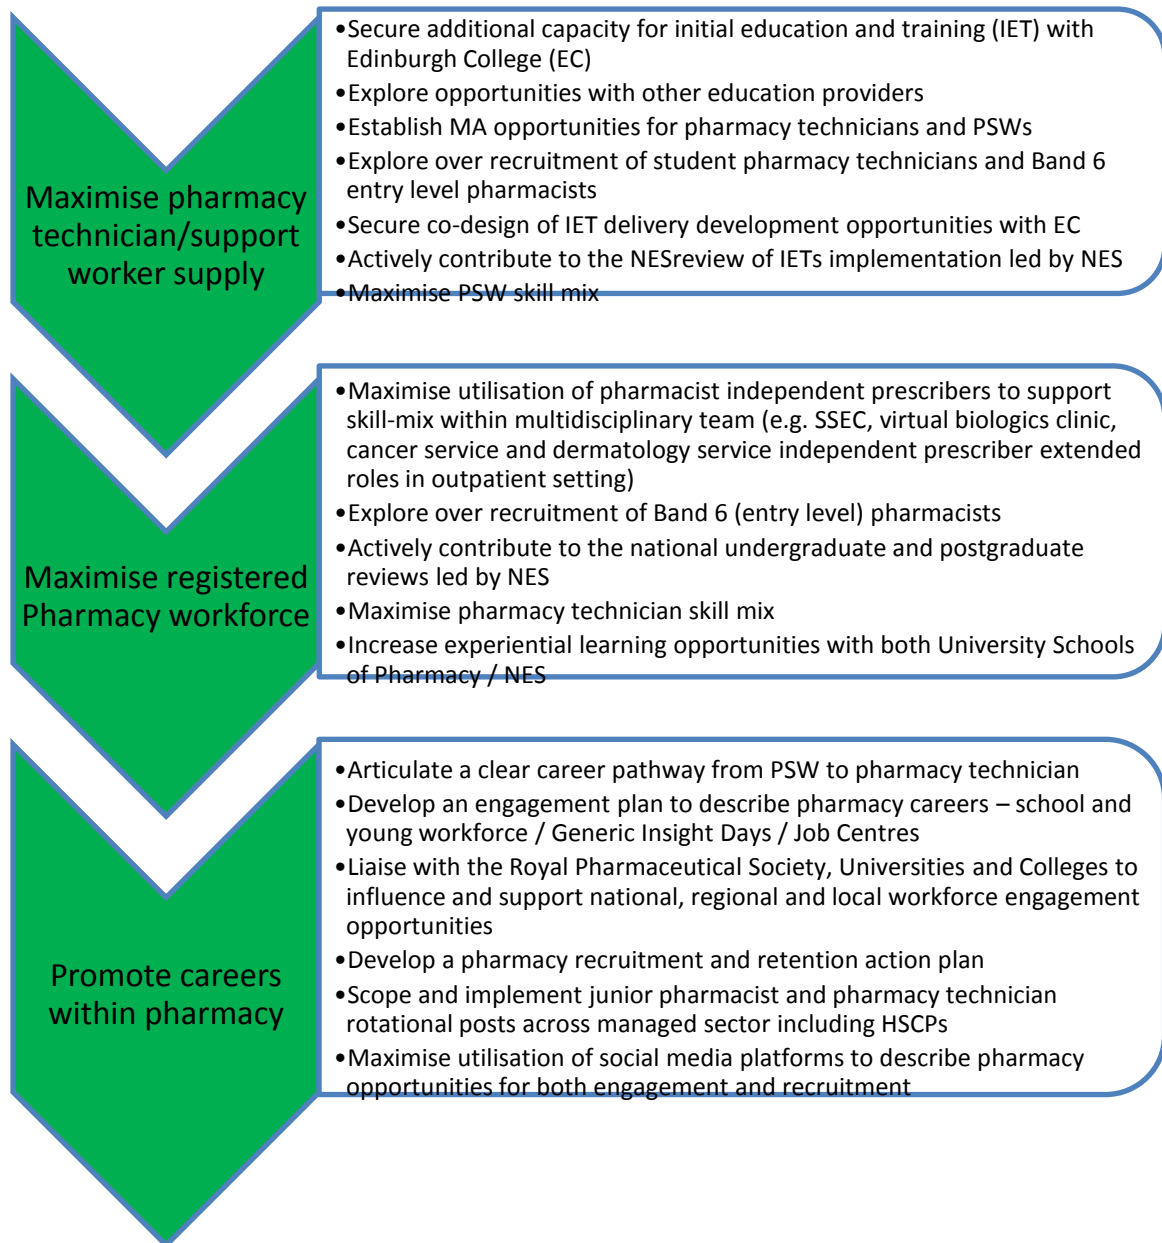 Maximise pharmacy
technician/support
worker supply
•Secure additional capacity for initial education and training (IET) with
Edinburgh College (EC)
•Explore opportunities with other education providers
•Establish MA opportunities for pharmacy technicians and PSWs
•Explore over recruitment of student pharmacy technicians and Band 6
entry level pharmacists
•Secure co-design of IET delivery development opportunities with EC
•Actively contribute to the NESreview of IETs implementation led by NES
•Maximise PSW skill mix
Maximise registered
Pharmacy workforce
•Maximise utilisation of pharmacist independent prescribers to support
skill-mix within multidisciplinary team (e.g. SSEC, virtual biologics clinic,
cancer service and dermatology service independent prescriber extended
roles in outpatient setting)
•Explore over recruitment of Band 6 (entry level) pharmacists
•Actively contribute to the national undergraduate and postgraduate
reviews led by NES
•Maximise pharmacy technician skill mix
•Increase experiential learning opportunities with both University Schools
of Pharmacy / NES
Promote careers
within pharmacy
•Articulate a clear career pathway from PSW to pharmacy technician
•Develop an engagement plan to describe pharmacy careers – school and
young workforce / Generic Insight Days / Job Centres
•Liaise with the Royal Pharmaceutical Society, Universities and Colleges to
influence and support national, regional and local workforce engagement
opportunities
•Develop a pharmacy recruitment and retention action plan
•Scope and implement junior pharmacist and pharmacy technician
rotational posts across managed sector including HSCPs
•Maximise utilisation of social media platforms to describe pharmacy
opportunities for both engagement and recruitment